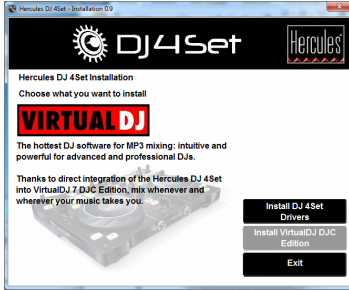 Hercules DJ 4Set - Installation 0.9
DJ4Set
Hercules
Hercules DJ 4Set Installation
Choose what you want to install
VIRTUAL DJ
The hottest DJ software for MP3 mixing: intuitive and
powerful for advanced and professional DJs.
Thanks to direct integration of the Hercules DJ 4Set
into VirtualDJ 7 DJC Edition, mix whenever and
wherever your music takes you.
Install DJ 4Set
Drivers
Install VirtualDJ DJC
Edition
Exit